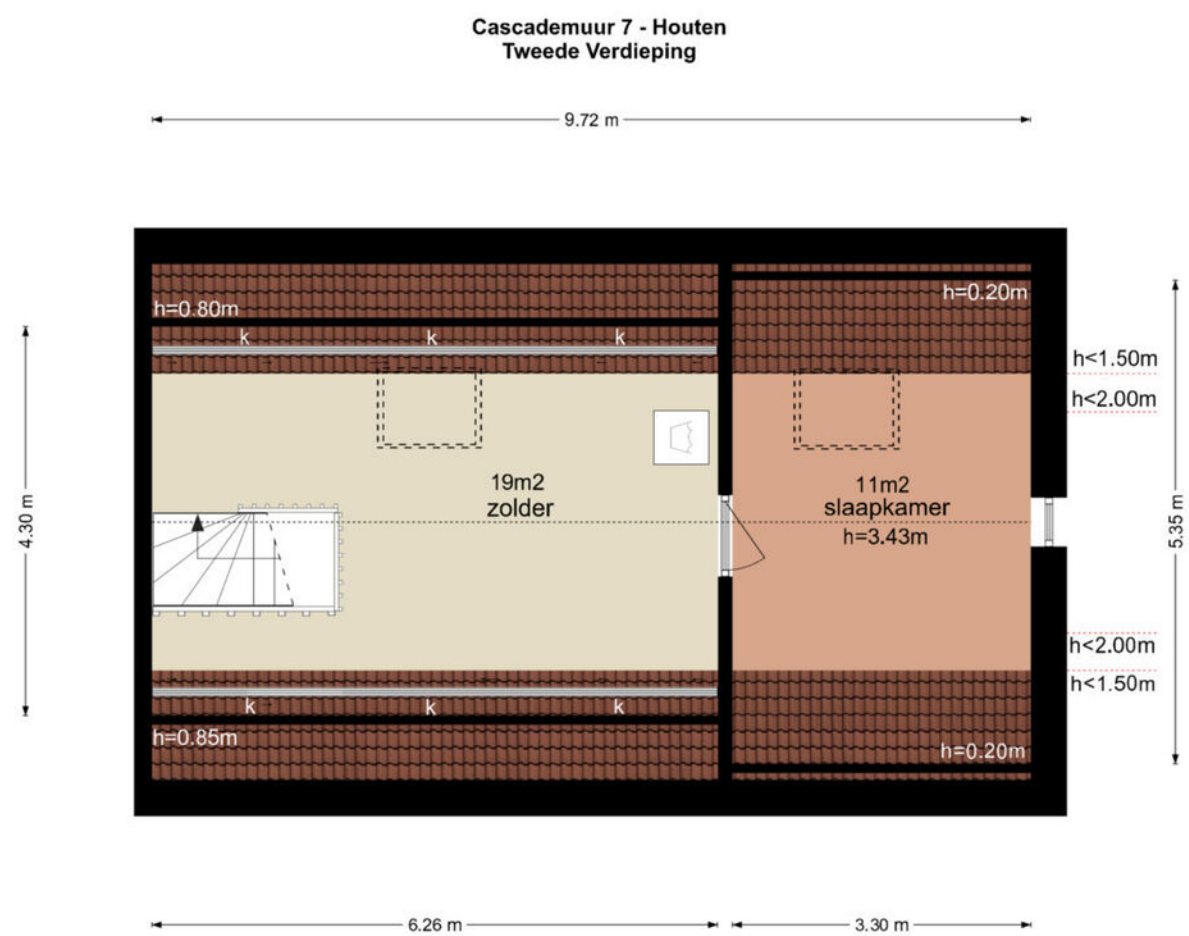 Cascademuur 7 - Houten
Tweede Verdieping
9.72 m
h=0.80m
h=0.20m
k
k
k
h<1.50m
h<2.00m
19m2
zolder
11m2
slaapkamer
h=3.43m
4.30 m
5.35 m
h<2.00m
h<1.50m
k
k
k
h=0.85m
h=0.20m
6.26 m
3.30 m